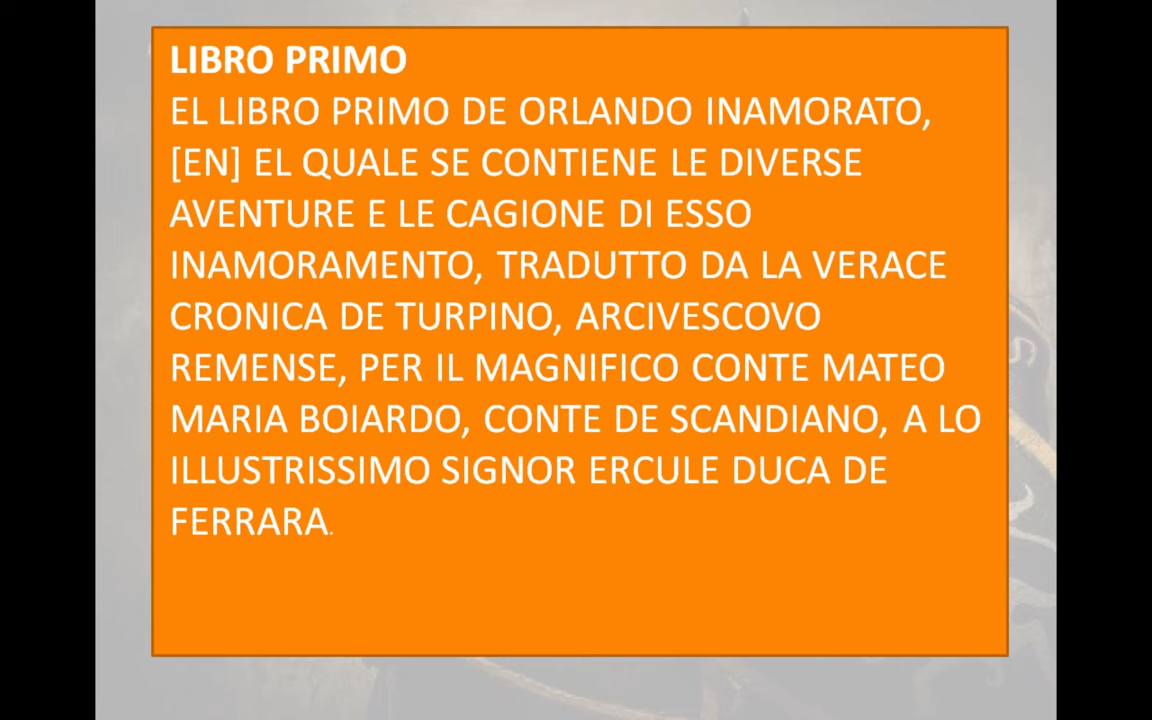 LIBRO PRIMO
EL LIBRO PRIMO DE ORLANDO INAMORATO,
[EN] EL QUALE SE CONTIENE LE DIVERSE
AVENTURE E LE CAGIONE DI ESSO
INAMORAMENTO, TRADUTTO DA LA VERACE
CRONICA DE TURPINO, ARCIVESCOVO
REMENSE, PER IL MAGNIFICO CONTE MATEO
MARIA BOIARDO, CONTE DE SCANDIANO, A LO
ILLUSTRISSIMO SIGNOR ERCULE DUCA DE
FERRARA.